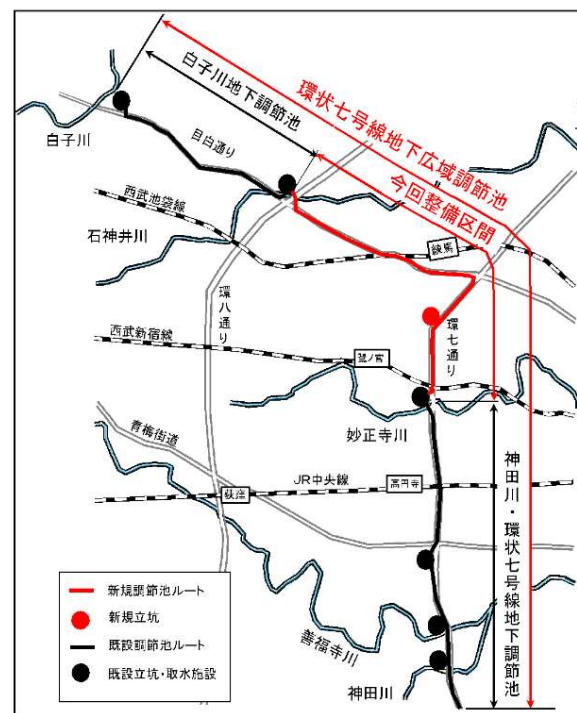 環状七号線地下広域調節池
白子川地下調節池
今回整備区間
白子川
目白通り
西武池袋線
練馬
石神井川
環八通り
環七通り
西武新宿線
鷺ノ宮
妙正寺川
青梅街道
JR中央線
荻窪
高円寺
神田川・環状七号線地下調節池
新規調節池ルート
新規立坑
既設調節池ルート
既設立坑・取水施設
善福寺川
神田川